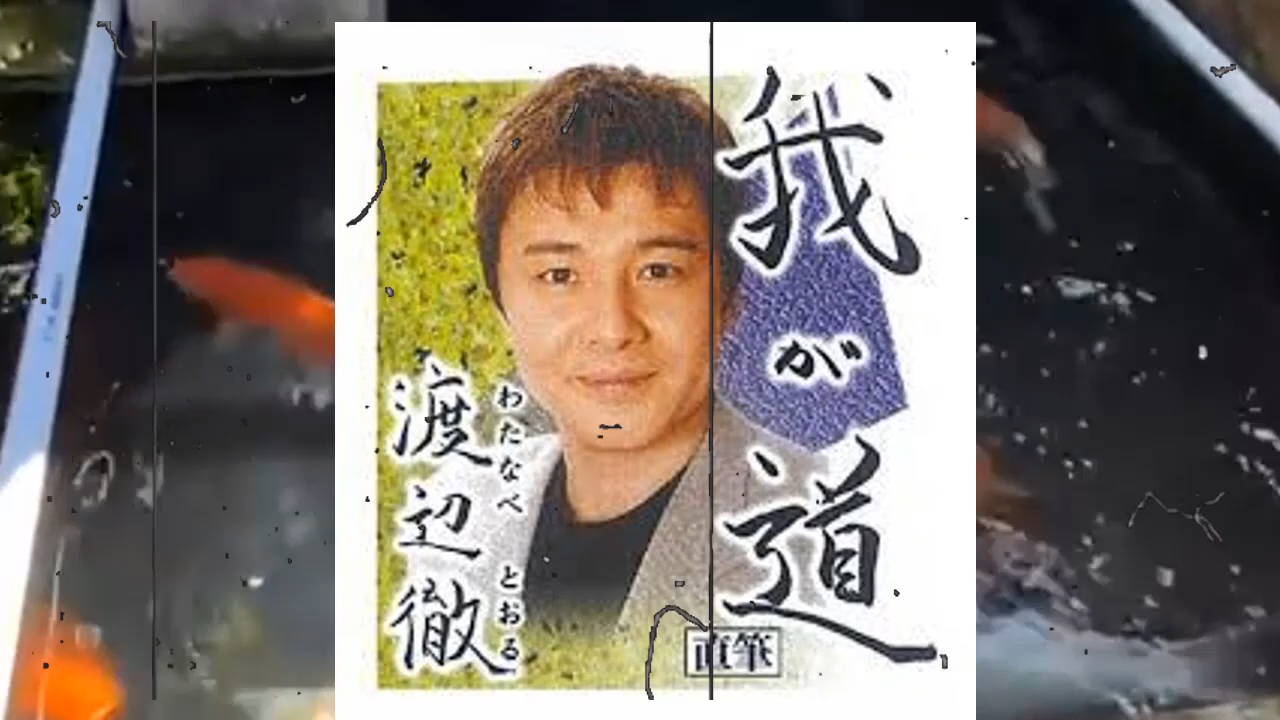 我が道
直筆
渡辺徹
わたなべ とおる